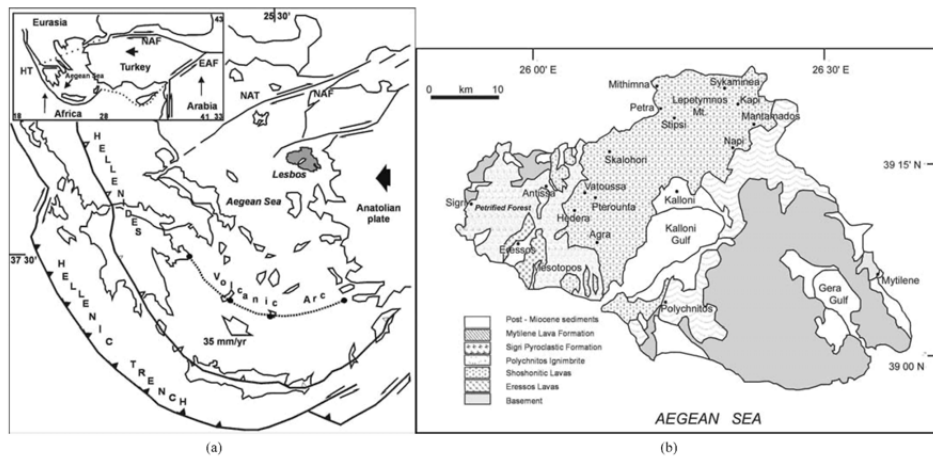 25 30'
Eurasia
43
NAF
HT
Aegean Sea
Turkey
EAF
Africa
Arabia
18
28
41 33
NAT
NAF
HELLENIDES
Lesbos
Aegean Sea
Anatolian
plate
37 30'
Volcanic Arc
35 mm/yr
HELLENIC TRENCH
(a)
26 00 E
26 30' E
0 km 10
Mithimna
Sykaminea
Petra
Lepetymnos
Mt.
Kapi
Stipsi
Mantamados
Napi
Skalohori
39 15' N
Antissa
Vatoussa
Kalloni
Sigri
Petrified Forest
Pterounta
Hedera
Kalloni
Gulf
Eressos
Agra
Mesotopos
Mytilene
Gera
Gulf
Polychnitos
Post - Miocene sediments
Mytilene Lava Formation
Sigri Pyroclastic Formation
Polychnitos Ignimbrite
Shoshonitic Lavas
Eressos Lavas
Basement
39 00 N
AEGEAN SEA
(b)